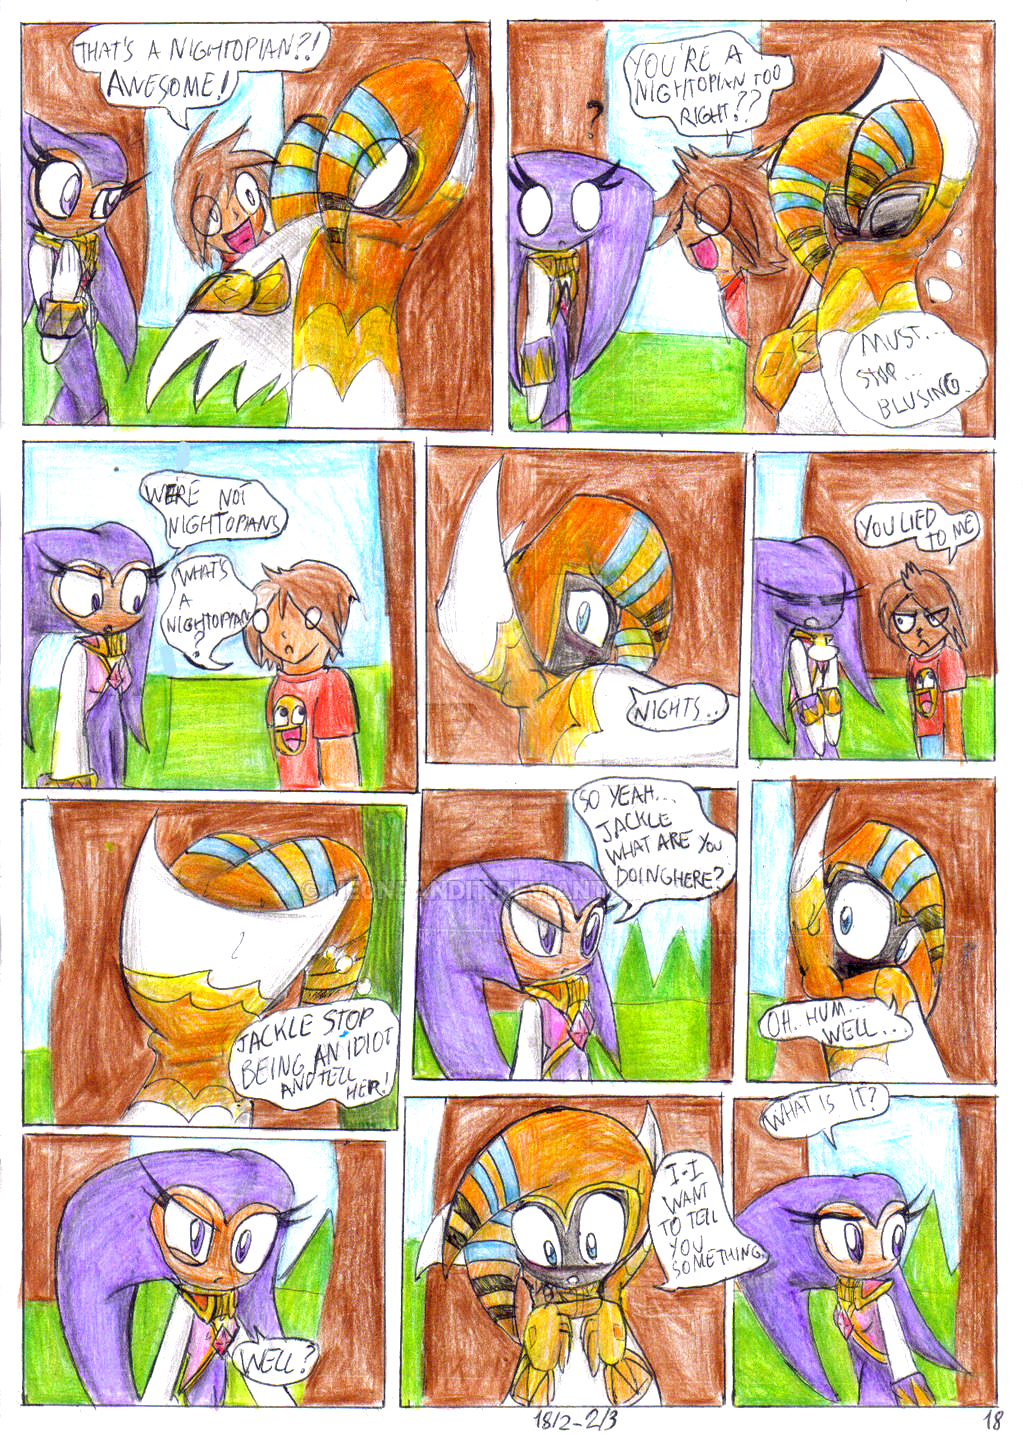 THAT'S A NIGHTOPIAN?!
AWESOME!
YOU'RE A
NIGHTOPIAN TOO
RIGHT??
?
MUST...
STOP...
BLUSING..
WE'RE NOT
NIGHTOPIANS
WHAT'S
A
NIGHTOPIAN
?
NIGHTS..
YOU LIED
TO ME
JACKLE STOP
BEING AN IDIOT
AND TELL
HER!
SO YEAH...
JACKLE
WHAT ARE YOU
DOING HERE?
OH.. HUM...
WELL...
WELL?
I-I
WANT
TO TELL
YOU
SOMETHING..
WHAT IS IT?
18/2-2/3
18